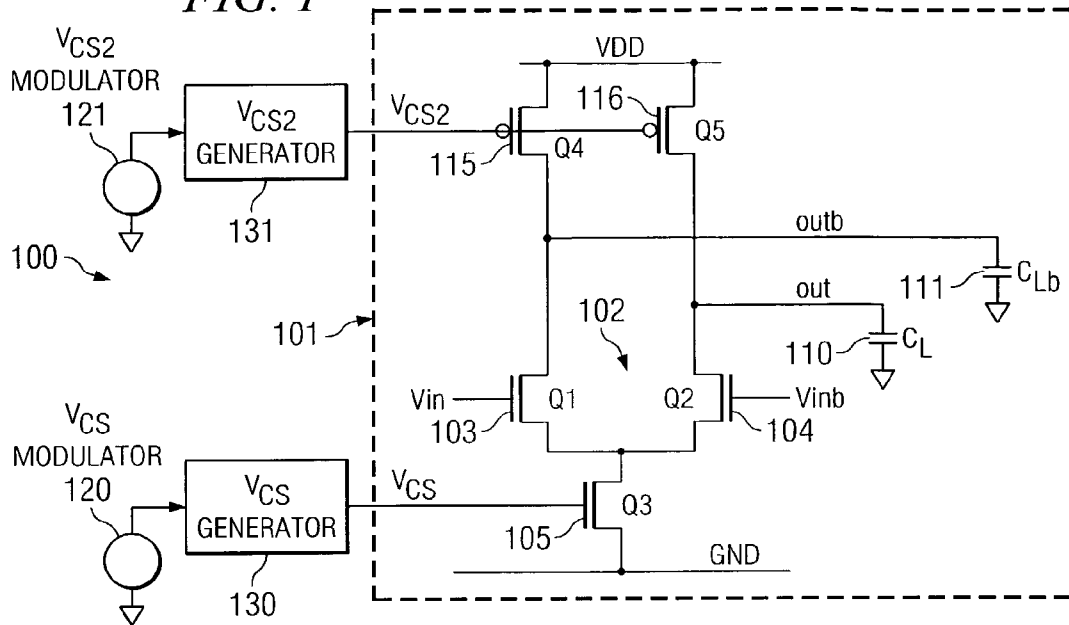 FIG. 1
VCS2
MODULATOR
121
VCS2
GENERATOR
131
VCS2
VDD
116
Q5
Q4
115
100
outb
111
CLb
out
110
CL
101
102
Vin
Q1
103
Q2
Vinb
104
VCS
MODULATOR
120
VCS
GENERATOR
130
VCS
Q3
105
GND